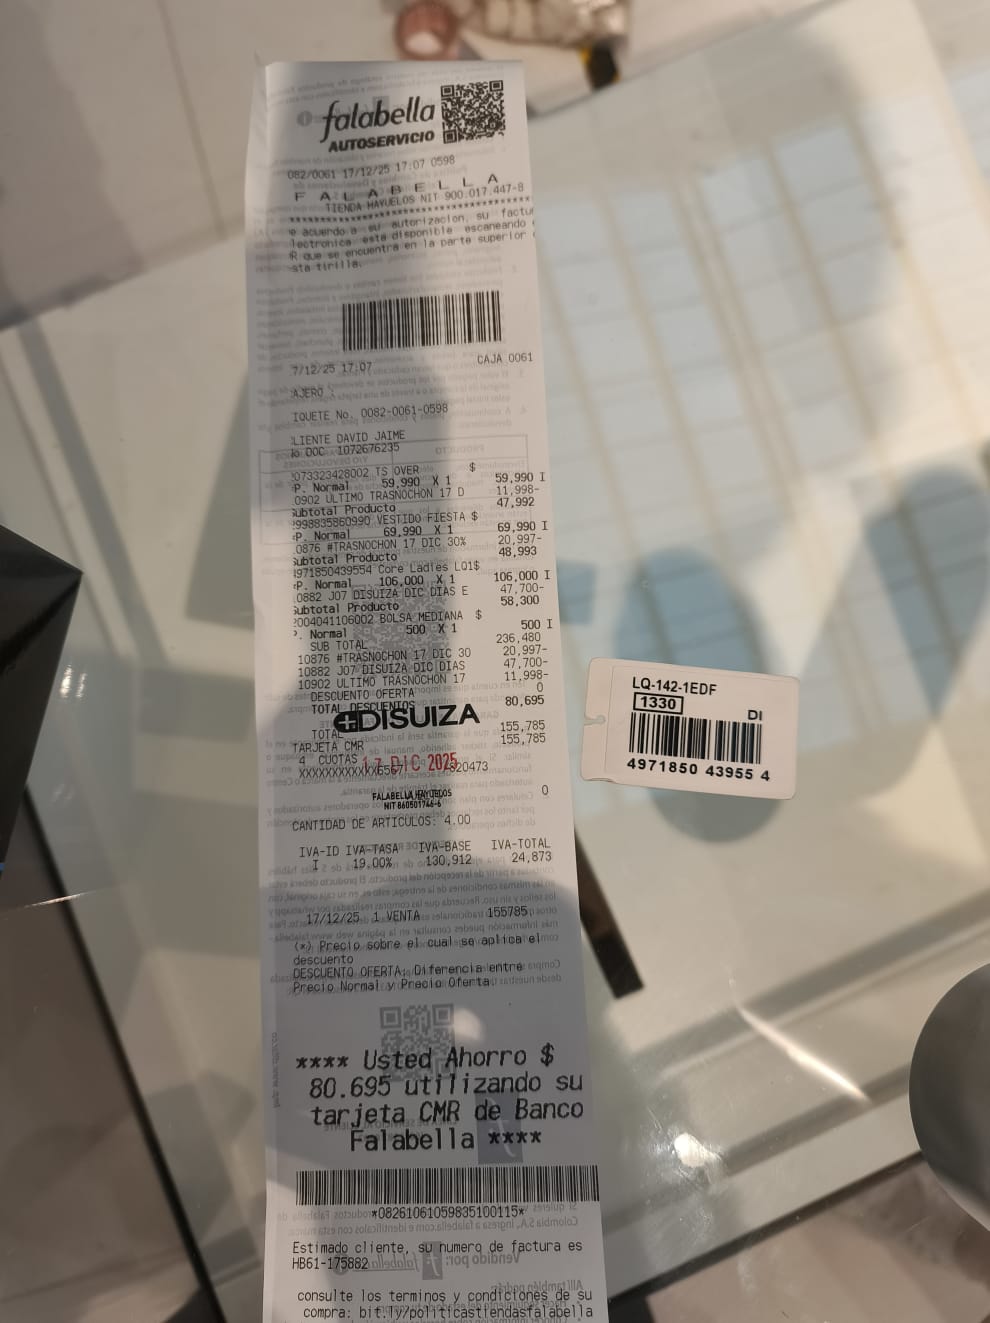 falabella
AUTOSERVICIO
082/0061 17/12/25 17:07 0598
F A L A B E L L A
TIENDA HAYUELOS NIT 900.017.447-8
********************************
e acuerdo a su autorizacion, su factu
lectronica esta disponible escaneando
R que se encuentra en la parte superior
sta tirilla.
7/12/25 17:07 CAJA 0061
AJERO :
IQUETE No. 0082-0061-0598
LIENTE DAVID JAIME
No DOC 1072676235
073323428002 TS OVER $
P. Normal 59,990 X 1 59,990 I
0902 ULTIMO TRASNOCHON 17 D 11,998-
Subtotal Producto 47,992
2998835860990 VESTIDO FIESTA $
P. Normal 69,990 X 1 69,990 I
0876 #TRASNOCHON 17 DIC 30% 20,997-
Subtotal Producto 48,993
4971850439554 Core Ladies LQ1$
P. Normal 106,000 X 1 106,000 I
0882 J07 DISUIZA DIC DIAS E 47,700-
Subtotal Producto 58,300
2004041106002 BOLSA MEDIANA $
P. Normal 500 X 1 500 I
SUB TOTAL 236,480
10876 #TRASNOCHON 17 DIC 30 20,997-
10882 J07 DISUIZA DIC DIAS 47,700-
10902 ULTIMO TRASNOCHON 17 11,998-
DESCUENTO OFERTA 0
TOTAL DESCUENTOS 80,695
DISUIZA
TOTAL 155,785
TARJETA CMR 155,785
4 CUOTAS
17 DIC 2025
FALABELLA HAYUELOS
NIT 860501746-6
0
CANTIDAD DE ARTICULOS: 4.00
IVA-ID IVA-TASA IVA-BASE IVA-TOTAL
I 19.00% 130,912 24,873
17/12/25 1 VENTA 155785
(*) Precio sobre el cual se aplica el
descuento
DESCUENTO OFERTA: Diferencia entre
Precio Normal y Precio Oferta.
**** Usted Ahorro $
80.695 utilizando su
tarjeta CMR de Banco
Falabella ****
*08261061059835100115*
Estimado cliente, su numero de factura es
HB61-175882
consulte los terminos y condiciones de su
compra: bit.ly/politicastiendasfalabella
LQ-142-1EDF
1330
DI
4971850 43955 4